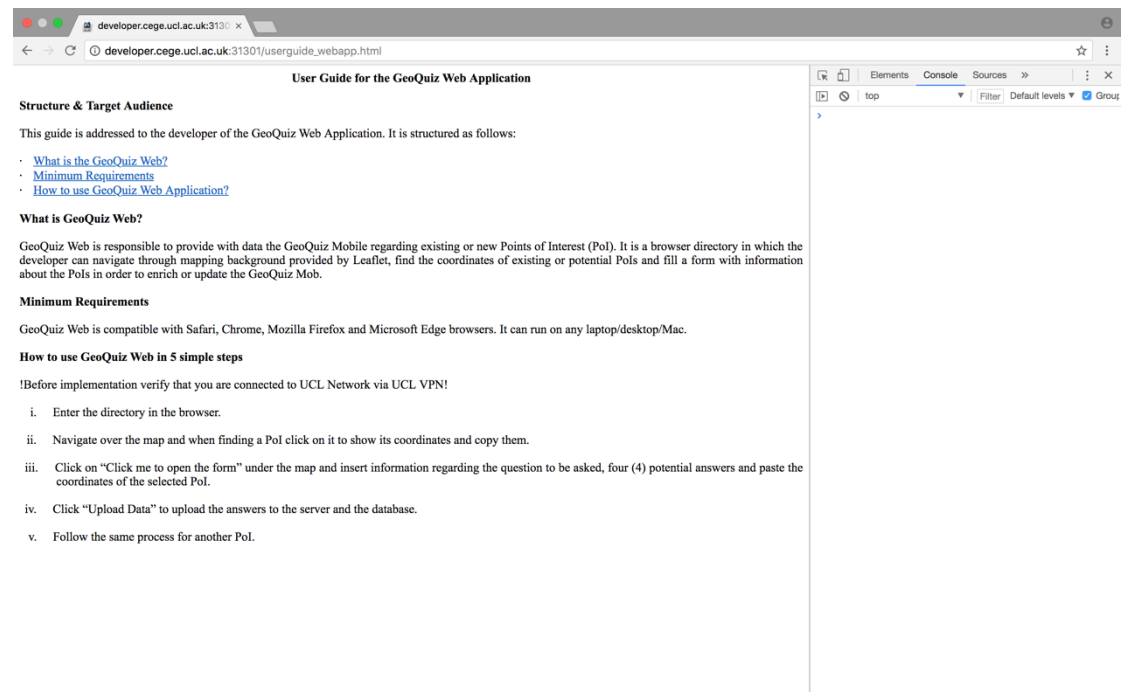 developer.cege.ucl.ac.uk:3130 ×
developer.cege.ucl.ac.uk:31301/userguide_webapp.html
Elements Console Sources »
top Filter Default levels ▼ Group
User Guide for the GeoQuiz Web Application
Structure & Target Audience
This guide is addressed to the developer of the GeoQuiz Web Application. It is structured as follows:
· What is the GeoQuiz Web?
· Minimum Requirements
· How to use GeoQuiz Web Application?
What is GeoQuiz Web?
GeoQuiz Web is responsible to provide with data the GeoQuiz Mobile regarding existing or new Points of Interest (PoI). It is a browser directory in which the
developer can navigate through mapping background provided by Leaflet, find the coordinates of existing or potential PoIs and fill a form with information
about the PoIs in order to enrich or update the GeoQuiz Mob.
Minimum Requirements
GeoQuiz Web is compatible with Safari, Chrome, Mozilla Firefox and Microsoft Edge browsers. It can run on any laptop/desktop/Mac.
How to use GeoQuiz Web in 5 simple steps
!Before implementation verify that you are connected to UCL Network via UCL VPN!
i. Enter the directory in the browser.
ii. Navigate over the map and when finding a PoI click on it to show its coordinates and copy them.
iii. Click on “Click me to open the form” under the map and insert information regarding the question to be asked, four (4) potential answers and paste the
coordinates of the selected PoI.
iv. Click “Upload Data” to upload the answers to the server and the database.
v. Follow the same process for another PoI.